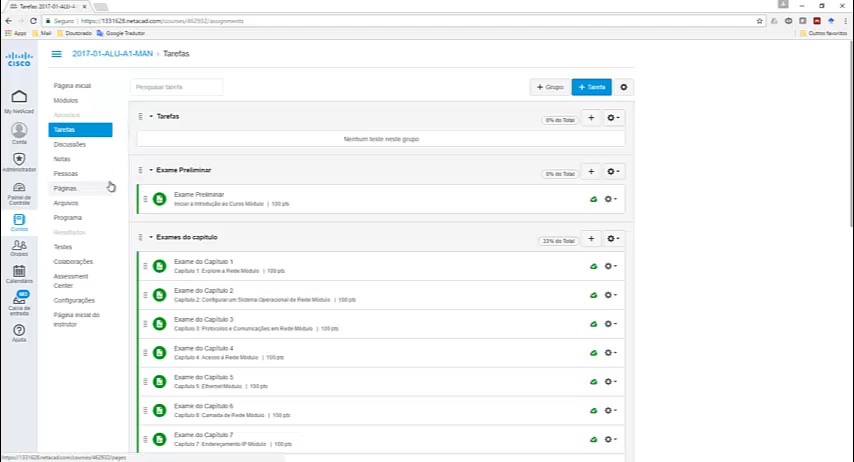 Tarefas 2017-01-ALU-A1-
Seguro | https://1331628.netacad.com/courses/462932/assignments
Apps Mail Doutorado Google Tradutor Outros favoritos
CISCO
2017-01-ALU-A1-MAN › Tarefas
My NetAcad
Conta
Administrador
Painel de Controle
Cursos
Grupos
Calendário
Caixa de entrada
Ajuda
Página inicial
Módulos
Tarefas
Discussões
Notas
Pessoas
Páginas
Arquivos
Programa
Resultados
Testes
Colaborações
Assessment
Center
Configurações
Página inicial do
instrutor
Pesquisar tarefa
+ Grupo
+ Tarefa
Tarefas
0% do Total
Nenhum teste neste grupo
Exame Preliminar
0% do Total
Exame Preliminar
Iniciar a Introdução ao Curso Módulo | 100 pts
Exames do capítulo
33% do Total
Exame do Capítulo 1
Capítulo 1: Explore a Rede Módulo | 100 pts
Exame do Capítulo 2
Capítulo 2: Configurar um Sistema Operacional de Rede Módulo | 100 pts
Exame do Capítulo 3
Capítulo 3: Protocolos e Comunicações em Rede Módulo | 100 pts
Exame do Capítulo 4
Capítulo 4: Acesso à Rede Módulo | 100 pts
Exame do Capítulo 5
Capítulo 5: Ethernet Módulo | 100 pts
Exame do Capítulo 6
Capítulo 6: Camada de Rede Módulo | 100 pts
Exame do Capítulo 7
Capítulo 7: Endereçamento IP Módulo | 100 pts
https://1331628.netacad.com/courses/462932/pages